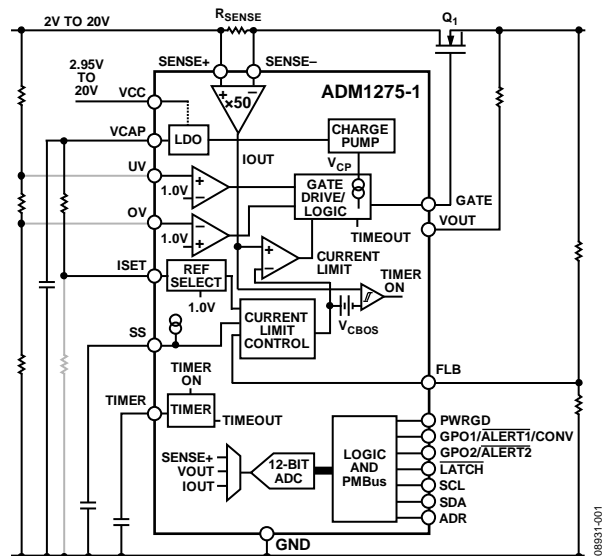 RSENSE
Q1
2V TO 20V
SENSE+
SENSE–
2.95V
TO
20V
VCC
ADM1275-1
+
–
×50
VCAP
LDO
CHARGE
PUMP
IOUT
VCP
UV
1.0V
+
–
GATE
DRIVE/
LOGIC
GATE
VOUT
OV
1.0V
–
+
TIMEOUT
+
–
CURRENT
LIMIT
ISET
REF
SELECT
1.0V
TIMER
ON
VCBOS
SS
CURRENT
LIMIT
CONTROL
FLB
TIMER
ON
TIMER
TIMER
TIMEOUT
PWRGD
GPO1/ALERT1/CONV
GPO2/ALERT2
LATCH
SCL
SDA
ADR
SENSE+
VOUT
IOUT
12-BIT
ADC
LOGIC
AND
PMBus
GND
08931-001